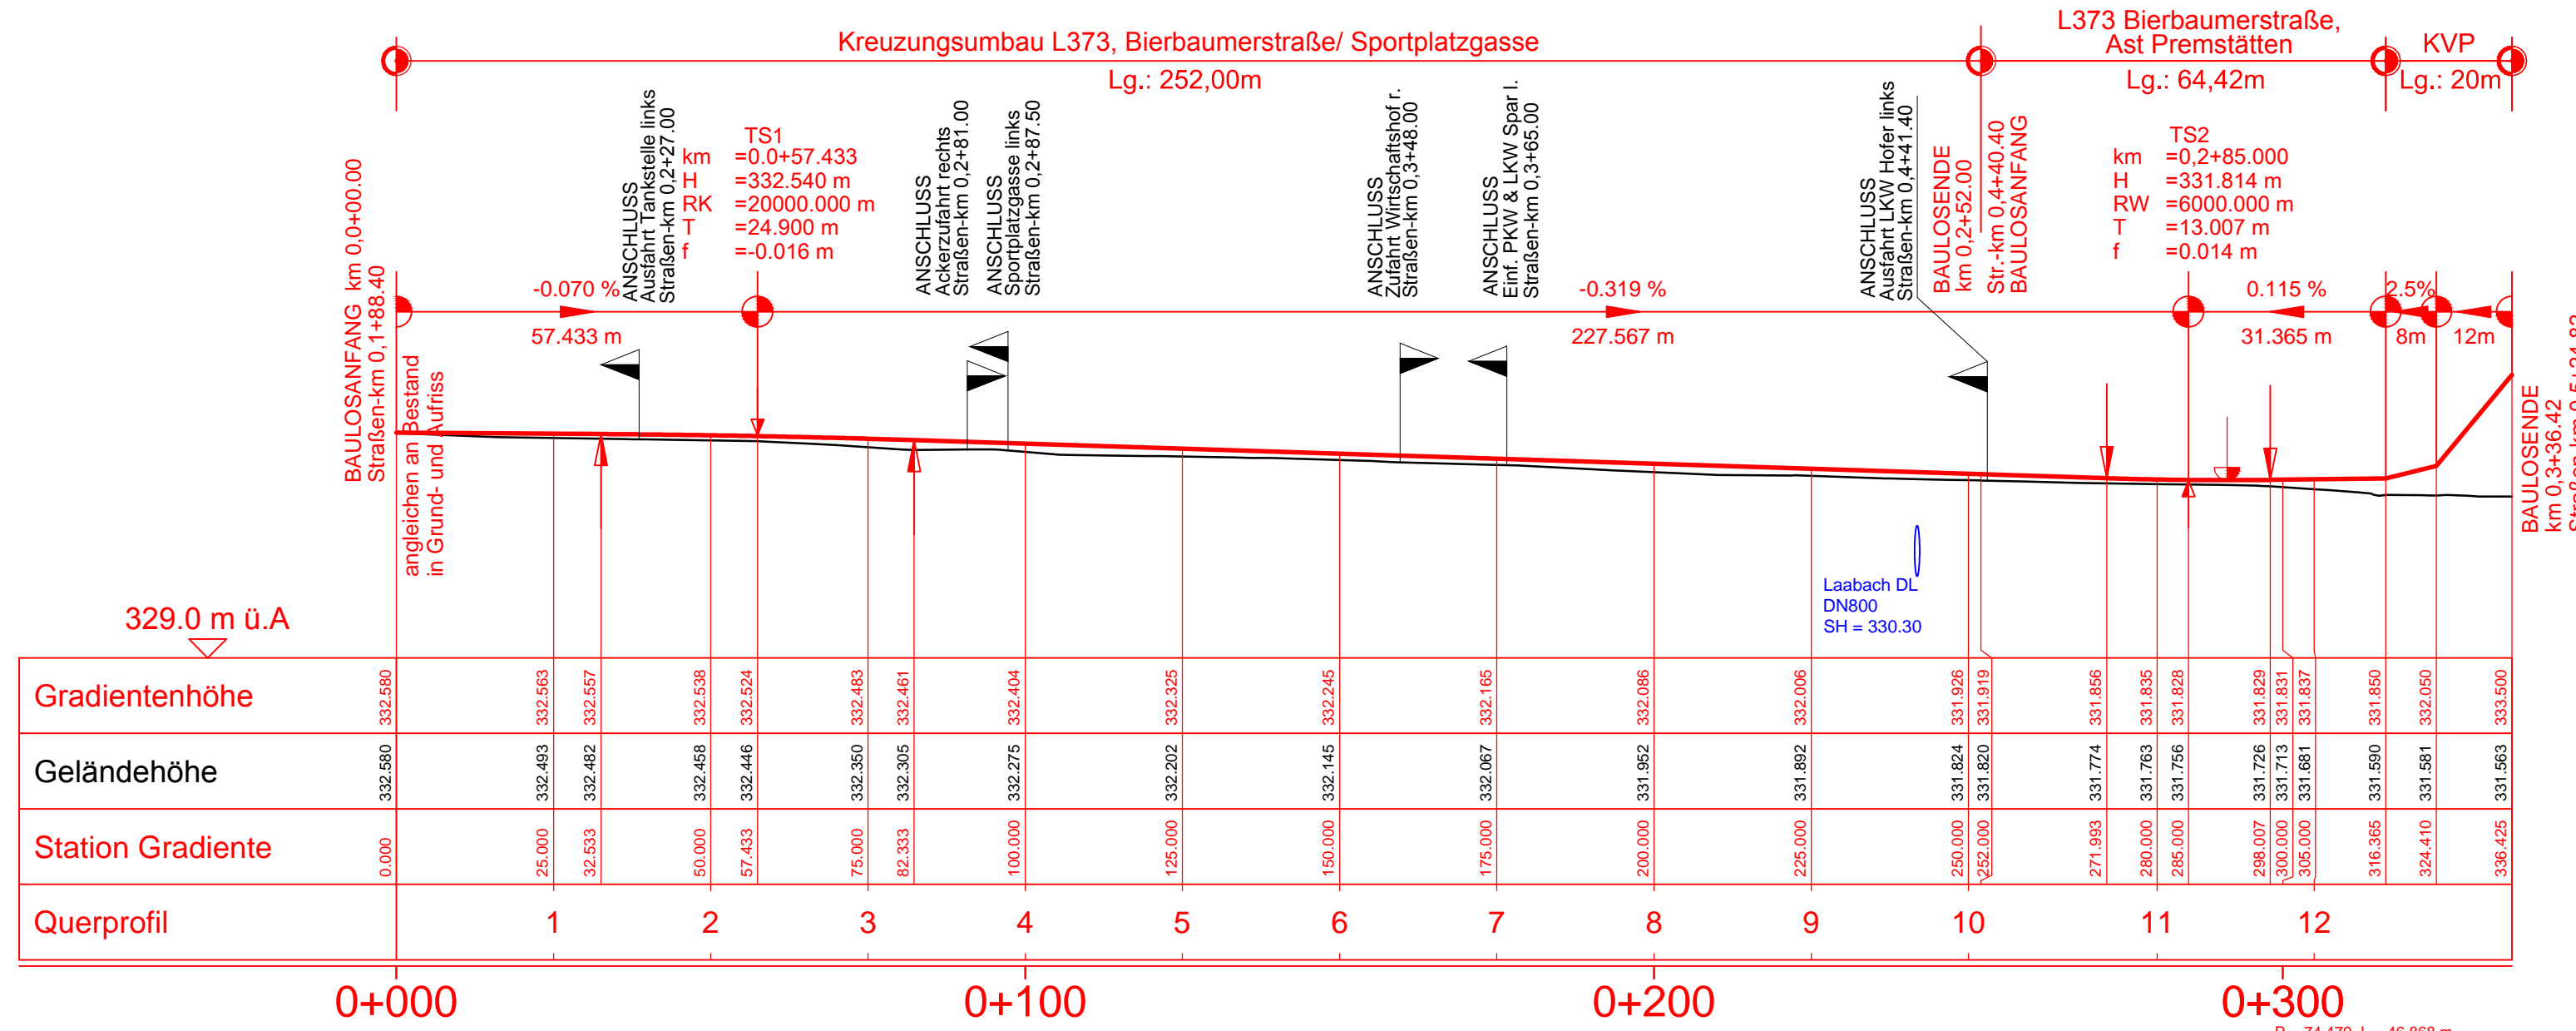 Kreuzungsumbau L373, Bierbaumerstraße/ Sportplatzgasse
Lg.: 252,00m
L373 Bierbaumerstraße,
Ast Premstätten
Lg.: 64,42m
KVP
Lg.: 20m
BAULOSANFANG km 0,0+00.00
Straßen-km 0,1+88.40
angleichen an Bestand
in Grund- und Aufriss
ANSCHLUSS
Ausfahrt Tankstelle links
Straßen-km 0,2+27.00
TS1
km =0.0+57.433
H =332.540 m
RK =20000.000 m
T =24.900 m
f =-0.016 m
ANSCHLUSS
Ackerzufahrt rechts
Straßen-km 0,2+81.00
ANSCHLUSS
Sportplatzgasse links
Straßen-km 0,2+87.50
ANSCHLUSS
Zufahrt Wirtschaftshof r.
Straßen-km 0,3+48.00
ANSCHLUSS
Einf. PKW & LKW Spar l.
Straßen-km 0,3+65.00
ANSCHLUSS
Ausfahrt LKW Hofer links
Straßen-km 0,4+41.40
BAULOSENDE
km 0,2+52.00
Str.-km 0,4+40.40
BAULOSANFANG
TS2
km =0,2+85.000
H =331.814 m
RW =6000.000 m
T =13.007 m
f =0.014 m
-0.070 %
57.433 m
-0.319 %
227.567 m
0.115 %
31.365 m
2.5%
8m
12m
BAULOSENDE
km 0,3+36.42
Laabach DL
DN800
SH = 330.30
329.0 m ü.A
Gradientenhöhe 332.580 332.563 332.557 332.538 332.524 332.483 332.461 332.404 332.325 332.245 332.165 332.086 332.006 331.926 331.919 331.856 331.835 331.828 331.829 331.831 331.837 331.850 332.050 333.500
Geländehöhe 332.580 332.493 332.482 332.458 332.446 332.350 332.305 332.275 332.202 332.145 332.067 331.952 331.892 331.824 331.820 331.774 331.763 331.756 331.726 331.713 331.681 331.590 331.581 331.563
Station Gradiente 0.000 25.000 32.533 50.000 57.433 75.000 82.333 100.000 125.000 150.000 175.000 200.000 225.000 250.000 252.000 271.993 280.000 285.000 298.007 300.000 305.000 316.365 324.410 336.425
Querprofil 1 2 3 4 5 6 7 8 9 10 11 12
0+000 0+100 0+200 0+300